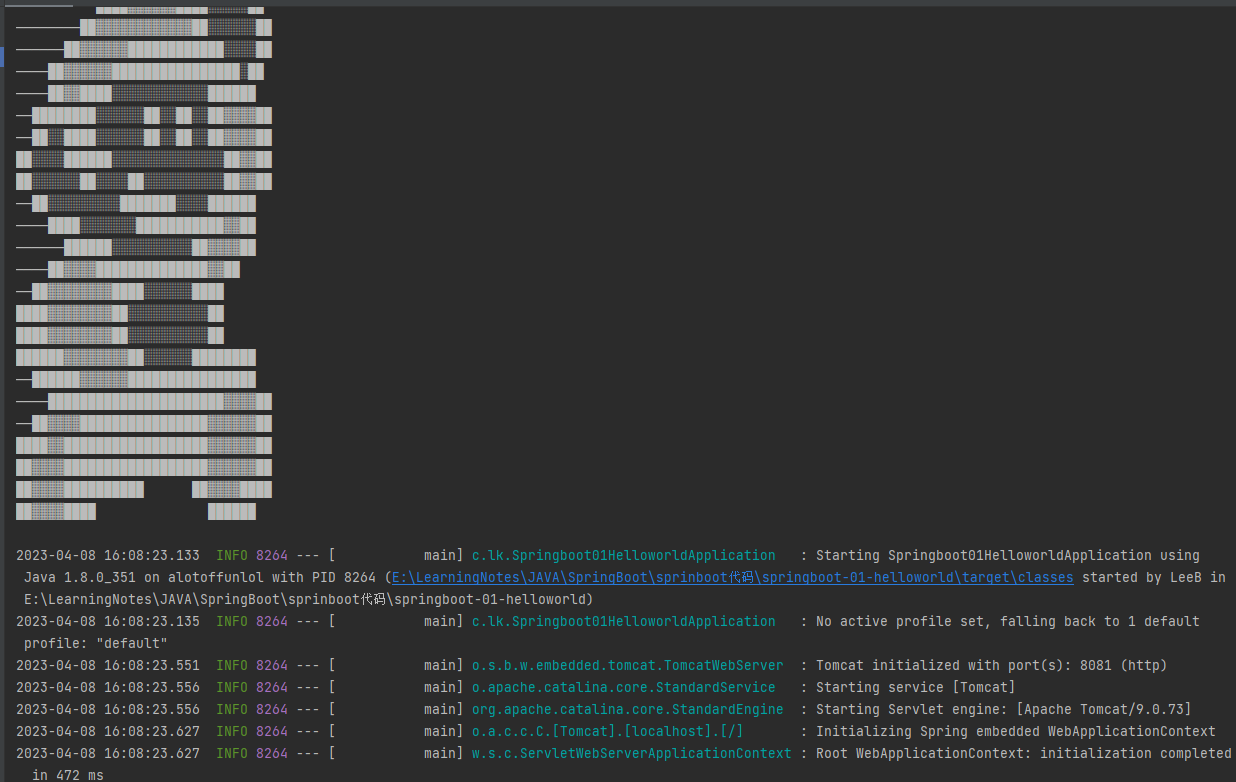 2023-04-08 16:08:23.133  INFO 8264 --- [           main] c.lk.Springboot01HelloworldApplication   : Starting Springboot01HelloworldApplication using
Java 1.8.0_351 on alotoffunlol with PID 8264 (E:\LearningNotes\JAVA\SpringBoot\sprinboot代码\springboot-01-helloworld\target\classes started by LeeB in
E:\LearningNotes\JAVA\SpringBoot\sprinboot代码\springboot-01-helloworld)
2023-04-08 16:08:23.135  INFO 8264 --- [           main] c.lk.Springboot01HelloworldApplication   : No active profile set, falling back to 1 default
profile: "default"
2023-04-08 16:08:23.551  INFO 8264 --- [           main] o.s.b.w.embedded.tomcat.TomcatWebServer  : Tomcat initialized with port(s): 8081 (http)
2023-04-08 16:08:23.556  INFO 8264 --- [           main] o.apache.catalina.core.StandardService   : Starting service [Tomcat]
2023-04-08 16:08:23.556  INFO 8264 --- [           main] org.apache.catalina.core.StandardEngine  : Starting Servlet engine: [Apache Tomcat/9.0.73]
2023-04-08 16:08:23.627  INFO 8264 --- [           main] o.a.c.c.C.[Tomcat].[localhost].[/]       : Initializing Spring embedded WebApplicationContext
2023-04-08 16:08:23.627  INFO 8264 --- [           main] w.s.c.ServletWebServerApplicationContext : Root WebApplicationContext: initialization completed
in 472 ms